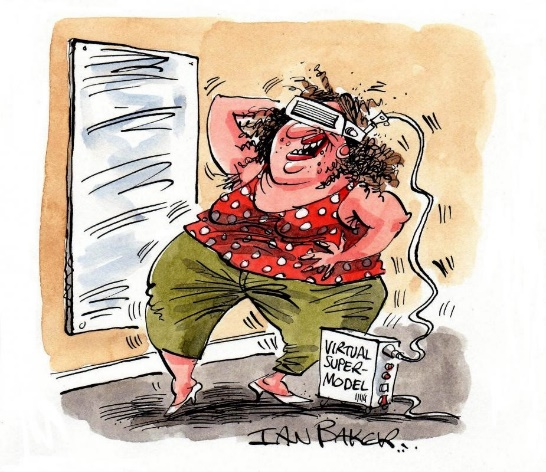 VIRTUAL
SUPER-
MODEL
IAN BAKER...